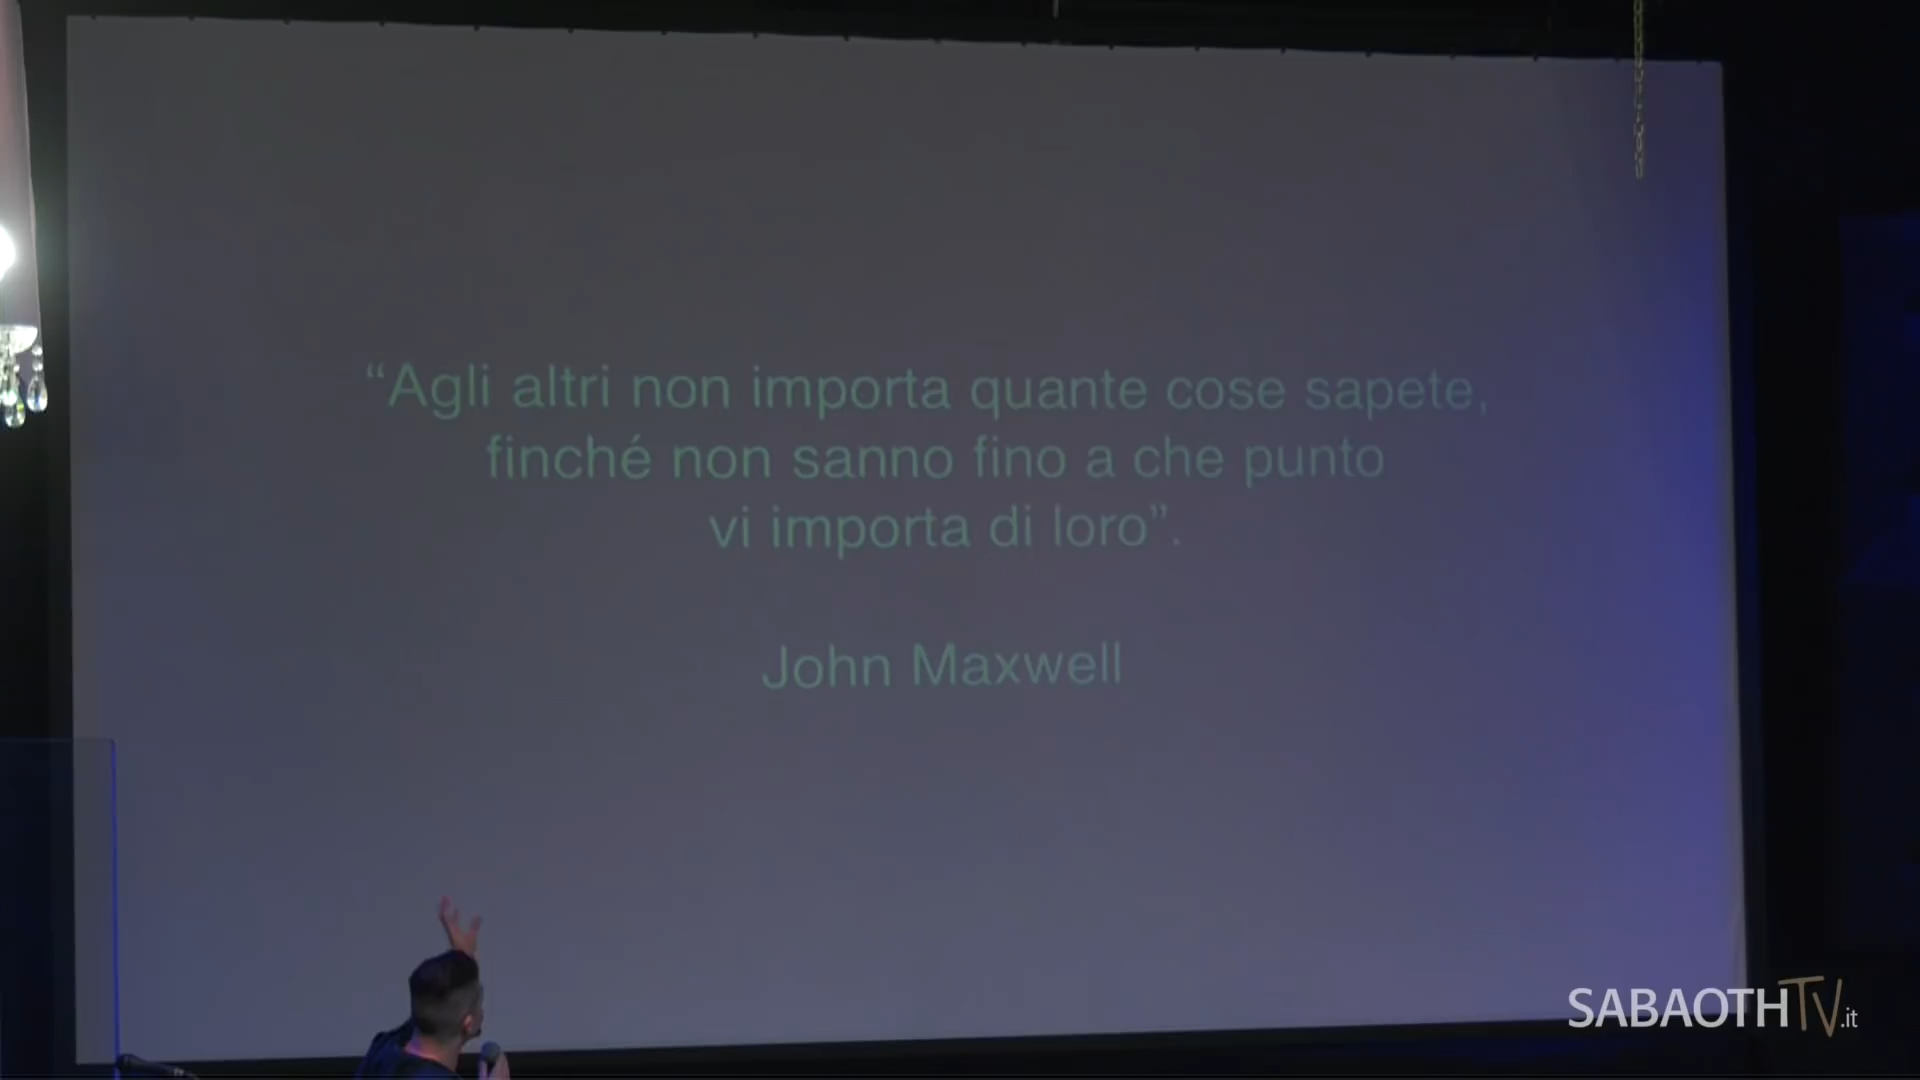 “Agli altri non importa quante cose sapete,
finché non sanno fino a che punto
vi importa di loro”.
John Maxwell
SABAOTHTV.it